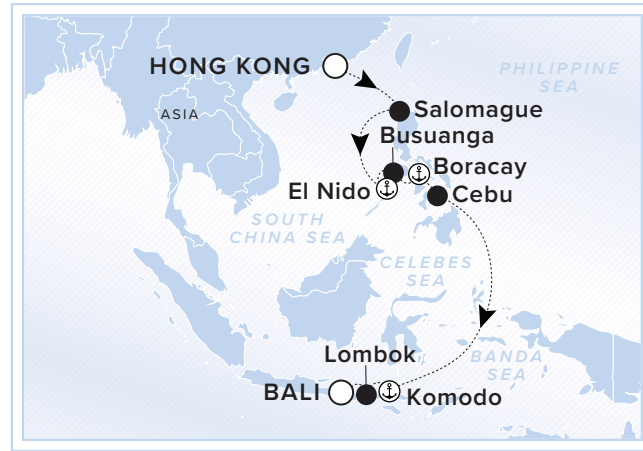 HONG KONG
PHILIPPINE
SEA
ASIA
Salomague
Busuanga
Boracay
El Nido
Cebu
SOUTH
CHINA SEA
CELEBES
SEA
Lombok
BANDA
SEA
BALI
Komodo